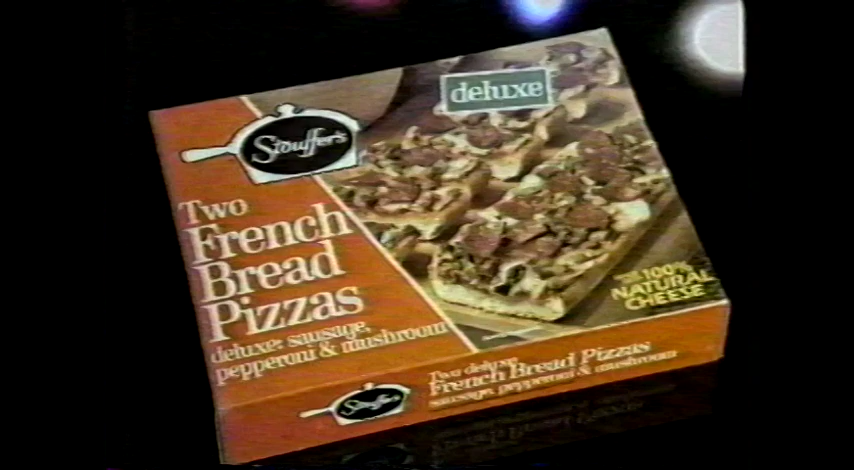 deluxe
Stouffer's
Two
French
Bread
Pizzas
deluxe: sausage,
pepperoni & mushroom
100%
NATURAL
CHEESE
Stouffer's
Two deluxe
French Bread Pizzas
sausage, pepperoni & mushroom